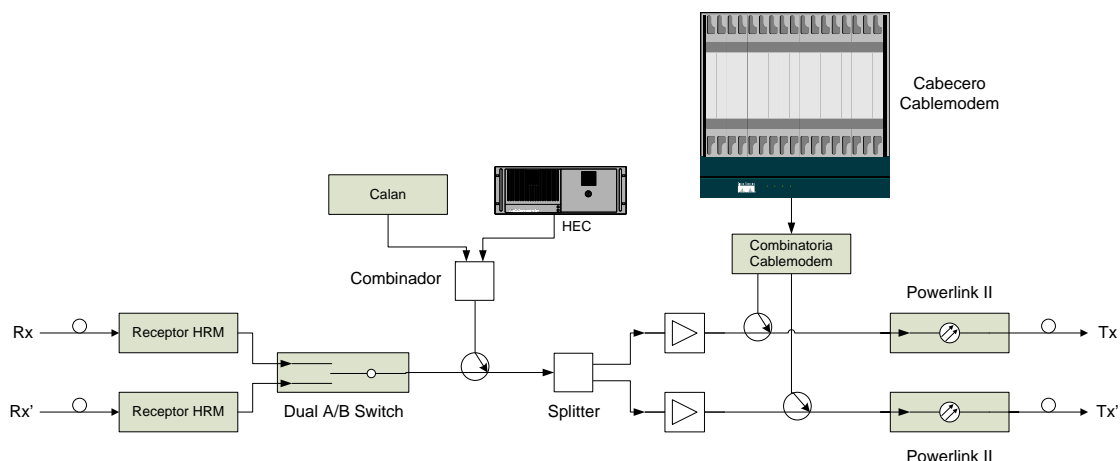 Cabecero
Cablemodem
Calan
HEC
Combinatoria
Cablemodem
Combinador
Powerlink II
Rx
Receptor HRM
Tx
Rx'
Receptor HRM
Dual A/B Switch
Splitter
Tx'
Powerlink II